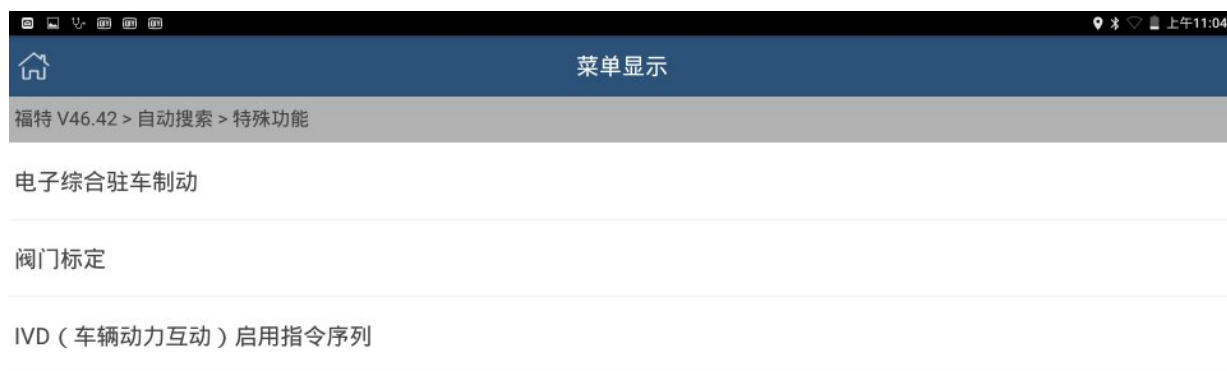 上午11:04
菜单显示
福特 V46.42 > 自动搜索 > 特殊功能
电子综合驻车制动
阀门标定
IVD（车辆动力互动）启用指令序列